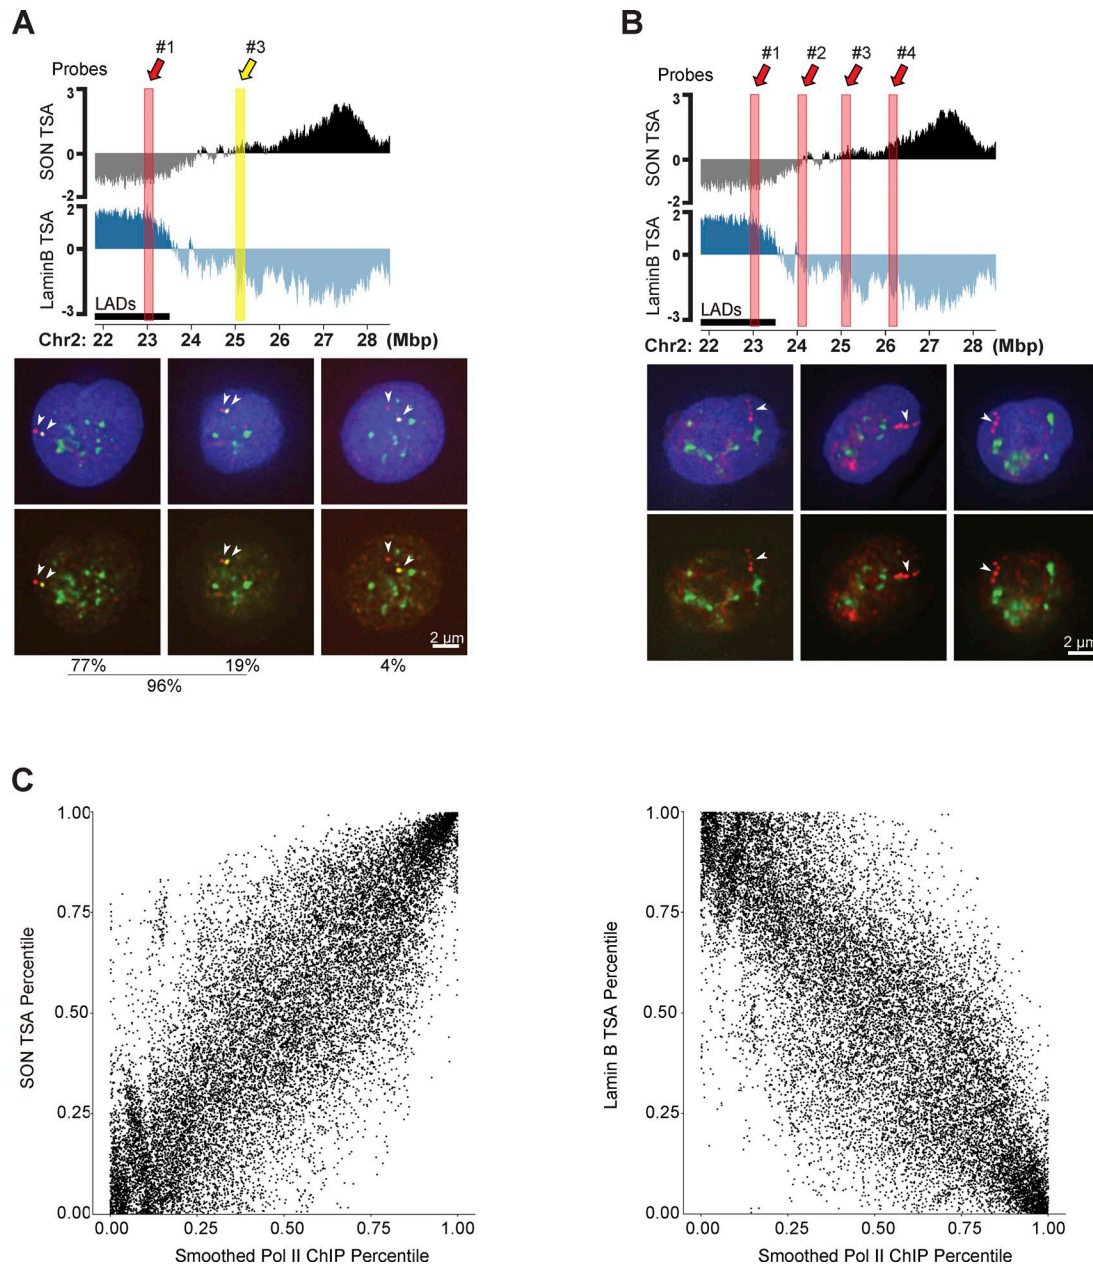 A
#1 #3
Probes
3
0
-2
SON TSA
2
0
-3
LaminB TSA
LADs
Chr2: 22 23 24 25 26 27 28 (Mbp)
2 µm
77% 19% 4%
96%
B
#1 #2 #3 #4
Probes
3
0
-2
SON TSA
2
0
-3
LaminB TSA
LADs
Chr2: 22 23 24 25 26 27 28 (Mbp)
2 µm
C
1.00
0.75
0.50
0.25
0.00
SON TSA Percentile
0.00 0.25 0.50 0.75 1.00
Smoothed Pol II ChIP Percentile
1.00
0.75
0.50
0.25
0.00
Lamin B TSA Percentile
0.00 0.25 0.50 0.75 1.00
Smoothed Pol II ChIP Percentile